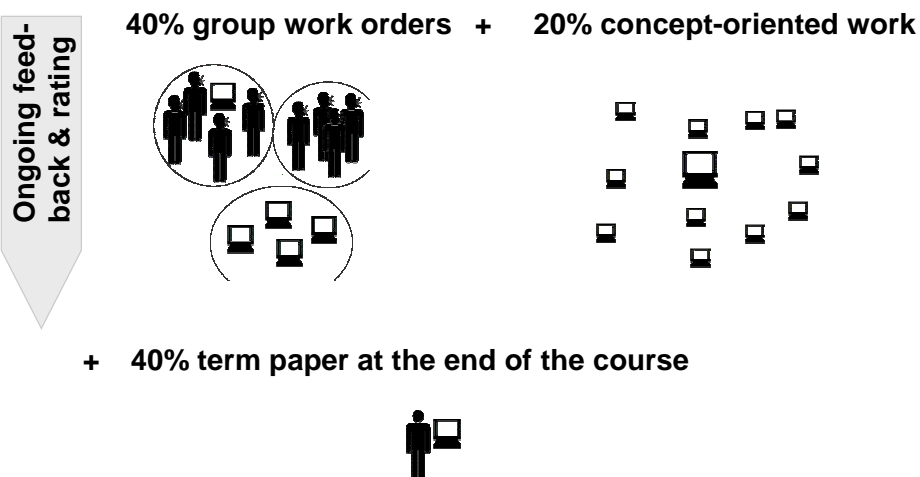 Ongoing feed-
back & rating
40% group work orders + 20% concept-oriented work
+ 40% term paper at the end of the course